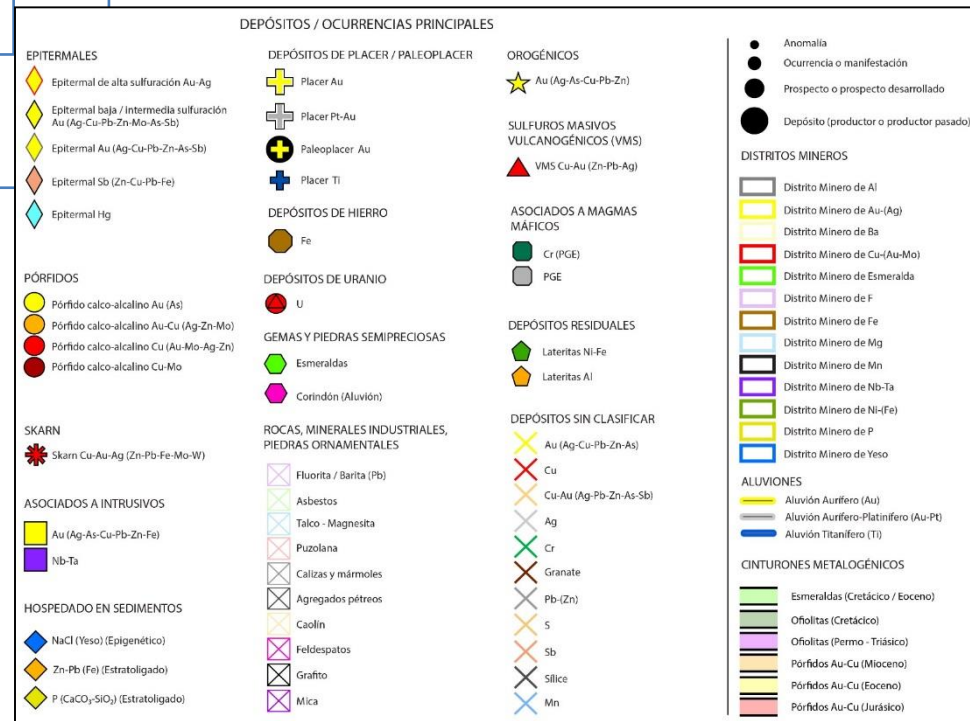 DEPÓSITOS / OCURRENCIAS PRINCIPALES
EPITERMALES
Epitermal de alta sulfuración Au-Ag
Epitermal baja / intermedia sulfuración
Au (Ag-Cu-Pb-Zn-Mo-As-Sb)
Epitermal Au (Ag-Cu-Pb-Zn-As-Sb)
Epitermal Sb (Zn-Cu-Pb-Fe)
Epitermal Hg
PÓRFIDOS
Pórfido calco-alcalino Au (As)
Pórfido calco-alcalino Au-Cu (Ag-Zn-Mo)
Pórfido calco-alcalino Cu (Au-Mo-Ag-Zn)
Pórfido calco-alcalino Cu-Mo
SKARN
Skarn Cu-Au-Ag (Zn-Pb-Fe-Mo-W)
ASOCIADOS A INTRUSIVOS
Au (Ag-As-Cu-Pb-Zn-Fe)
Nb-Ta
HOSPEDADO EN SEDIMENTOS
NaCl (Yeso) (Epigenético)
Zn-Pb (Fe) (Estratoligado)
P (CaCO₃-SiO₂) (Estratoligado)
DEPÓSITOS DE PLACER / PALEOPLACER
Placer Au
Placer Pt-Au
Paleoplacer Au
Placer Ti
DEPÓSITOS DE HIERRO
Fe
DEPÓSITOS DE URANIO
U
GEMAS Y PIEDRAS SEMIPRECIOSAS
Esmeraldas
Corindón (Aluvión)
ROCAS, MINERALES INDUSTRIALES,
PIEDRAS ORNAMENTALES
Fluorita / Barita (Pb)
Asbestos
Talco - Magnesita
Puzolana
Calizas y mármoles
Agregados pétreos
Caolín
Feldespatos
Grafito
Mica
OROGÉNICOS
Au (Ag-As-Cu-Pb-Zn)
SULFUROS MASIVOS
VULCANOGÉNICOS (VMS)
VMS Cu-Au (Zn-Pb-Ag)
ASOCIADOS A MAGMAS
MÁFICOS
Cr (PGE)
PGE
DEPÓSITOS RESIDUALES
Lateritas Ni-Fe
Lateritas Al
DEPÓSITOS SIN CLASIFICAR
Au (Ag-Cu-Pb-Zn-As)
Cu
Cu-Au (Ag-Pb-Zn-As-Sb)
Ag
Cr
Granate
Pb-(Zn)
S
Sb
Sílice
Mn
Anomalía
Ocurrencia o manifestación
Prospecto o prospecto desarrollado
Depósito (productor o productor pasado)
DISTRITOS MINEROS
Distrito Minero de Al
Distrito Minero de Au-(Ag)
Distrito Minero de Ba
Distrito Minero de Cu-(Au-Mo)
Distrito Minero de Esmeralda
Distrito Minero de F
Distrito Minero de Fe
Distrito Minero de Mg
Distrito Minero de Mn
Distrito Minero de Nb-Ta
Distrito Minero de Ni-(Fe)
Distrito Minero de P
Distrito Minero de Yeso
ALUVIONES
Aluvión Aurífero (Au)
Aluvión Aurífero-Platinífero (Au-Pt)
Aluvión Titanífero (Ti)
CINTURONES METALOGÉNICOS
Esmeraldas (Cretácico / Eoceno)
Ofiolitas (Cretácico)
Ofiolitas (Permo - Triásico)
Pórfidos Au-Cu (Mioceno)
Pórfidos Au-Cu (Eoceno)
Pórfidos Au-Cu (Jurásico)